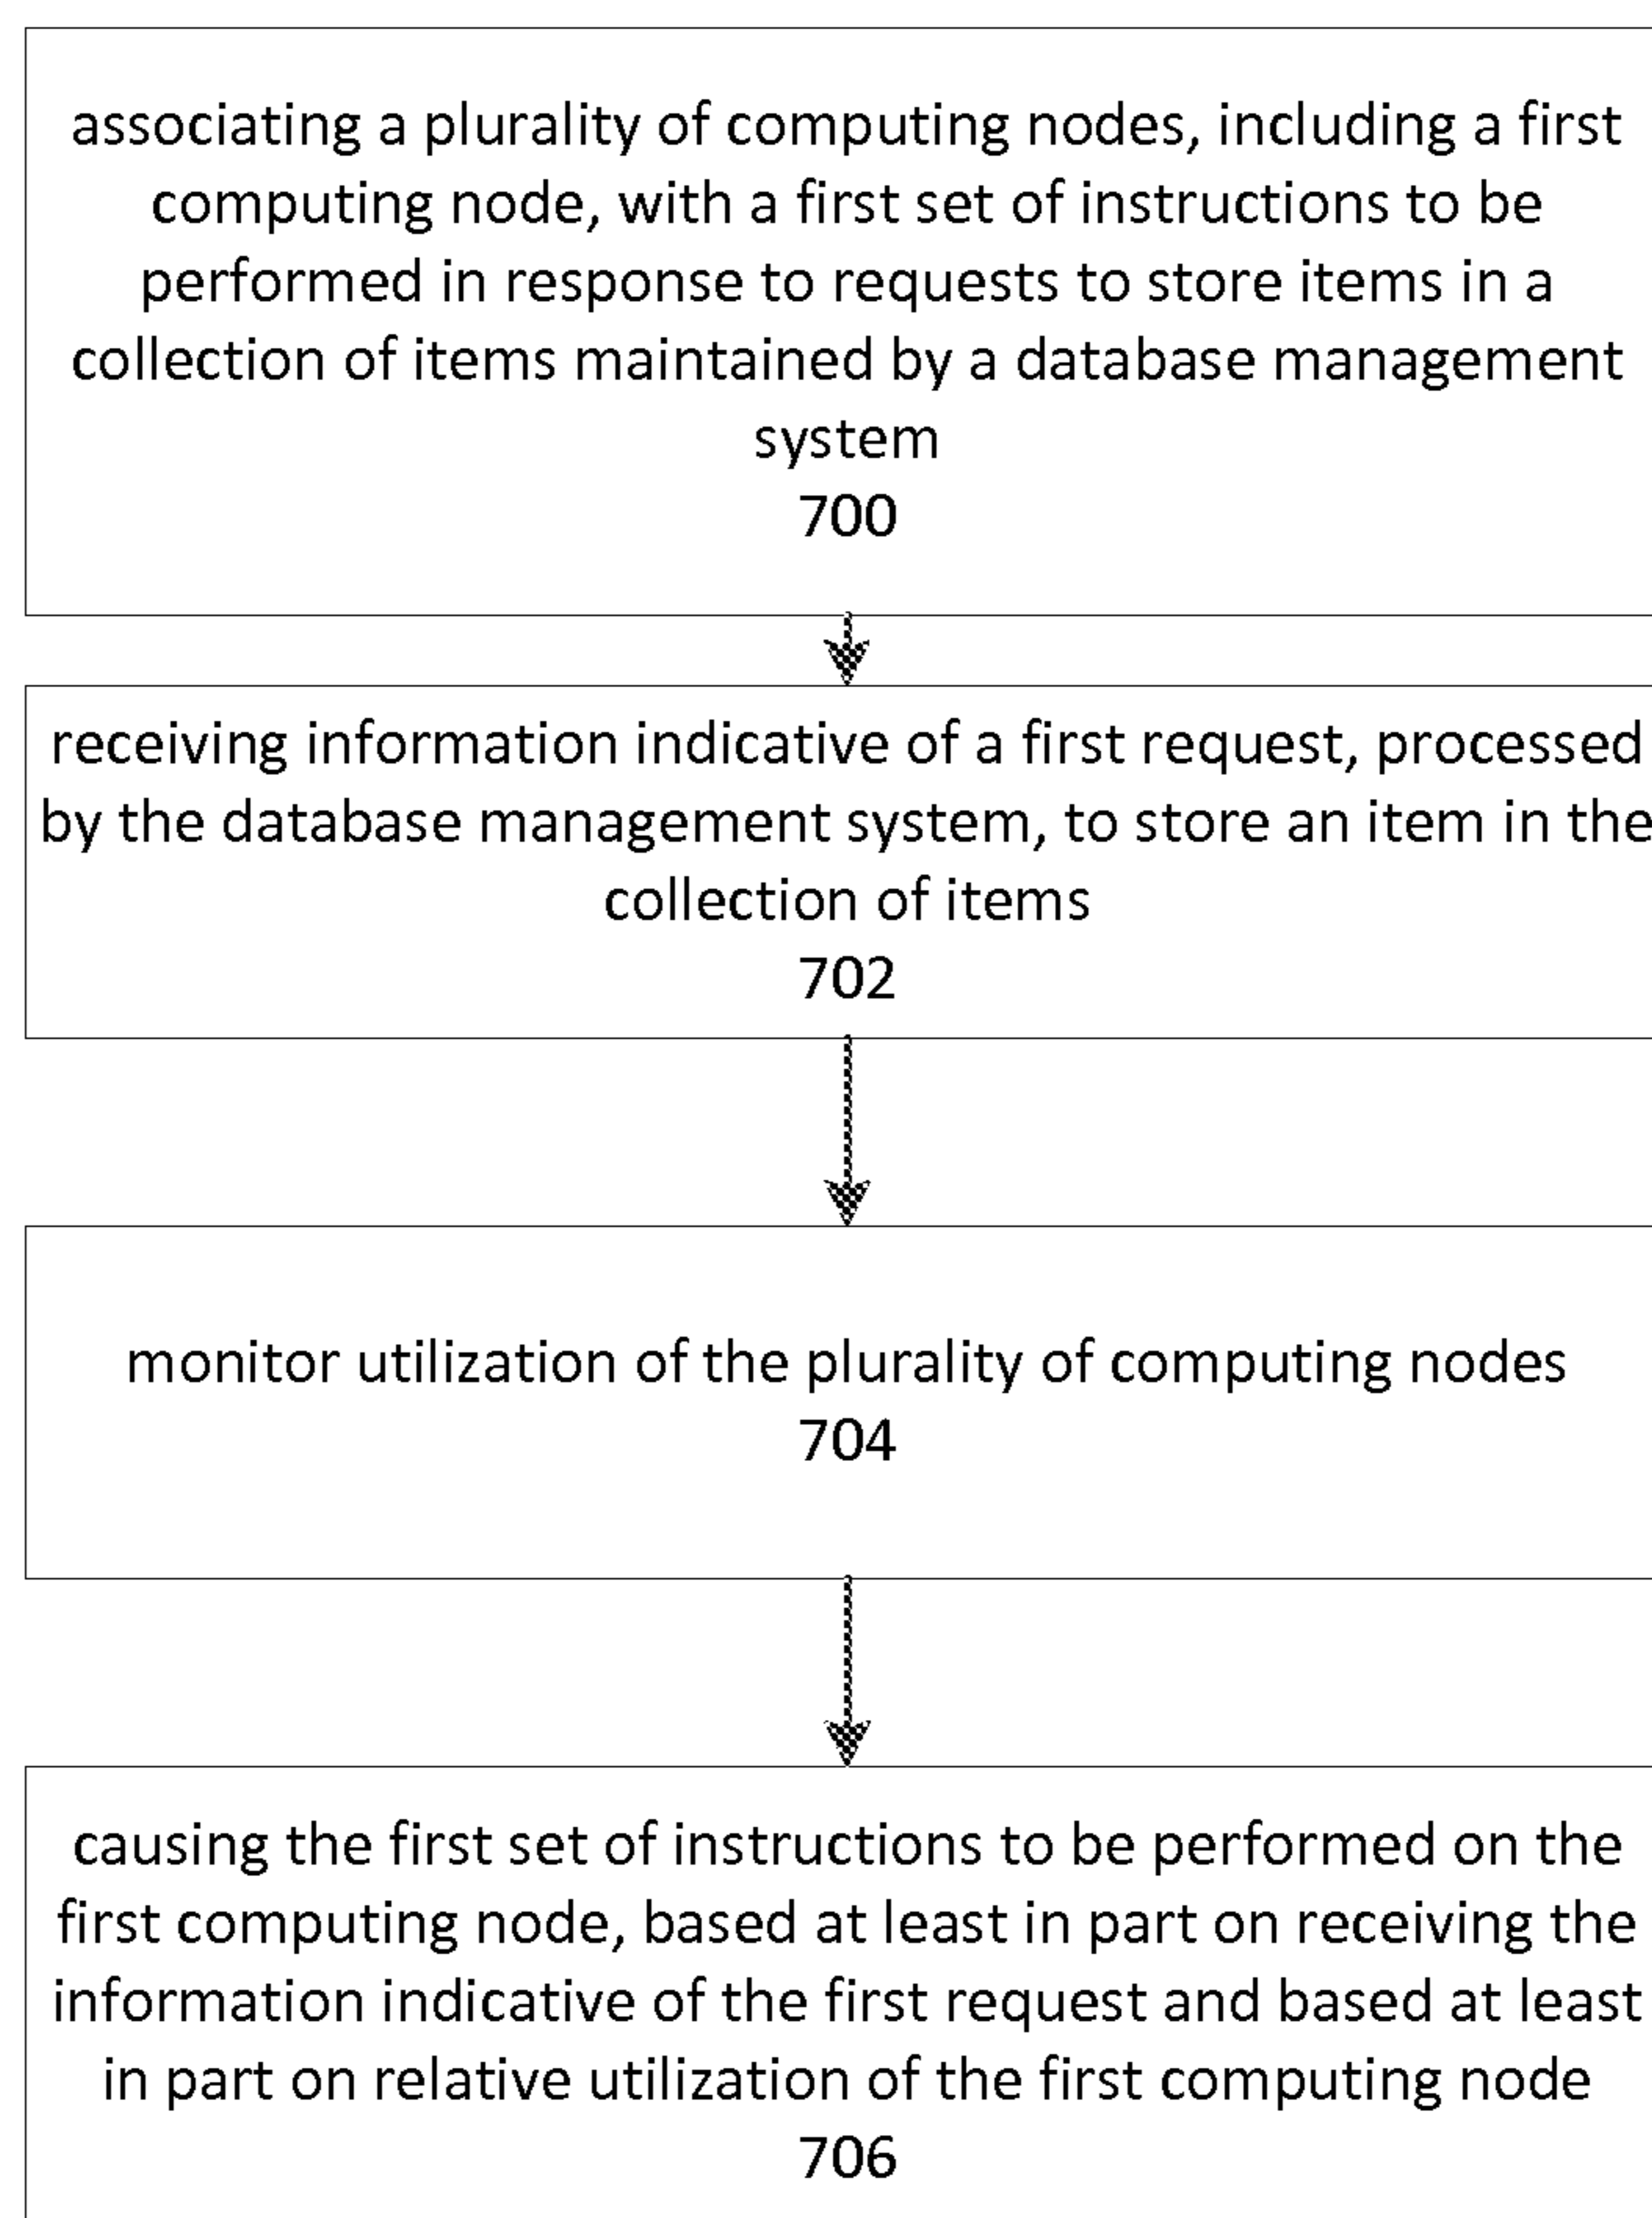 associating a plurality of computing nodes, including a first
computing node, with a first set of instructions to be
performed in response to requests to store items in a
collection of items maintained by a database management
system
700
receiving information indicative of a first request, processed
by the database management system, to store an item in the
collection of items
702
monitor utilization of the plurality of computing nodes
704
causing the first set of instructions to be performed on the
first computing node, based at least in part on receiving the
information indicative of the first request and based at least
in part on relative utilization of the first computing node
706